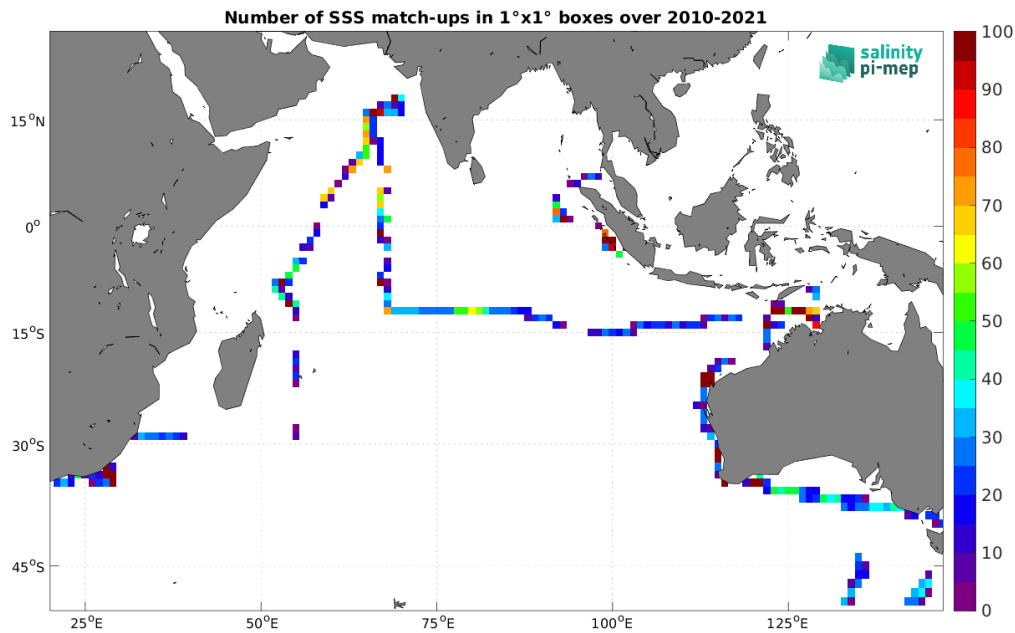 Number of SSS match-ups in 1°x1° boxes over 2010-2021
salinity
pi-mep
100
90
80
70
60
50
40
30
20
10
0
15°N
0°
15°S
30°S
45°S
25°E
50°E
75°E
100°E
125°E